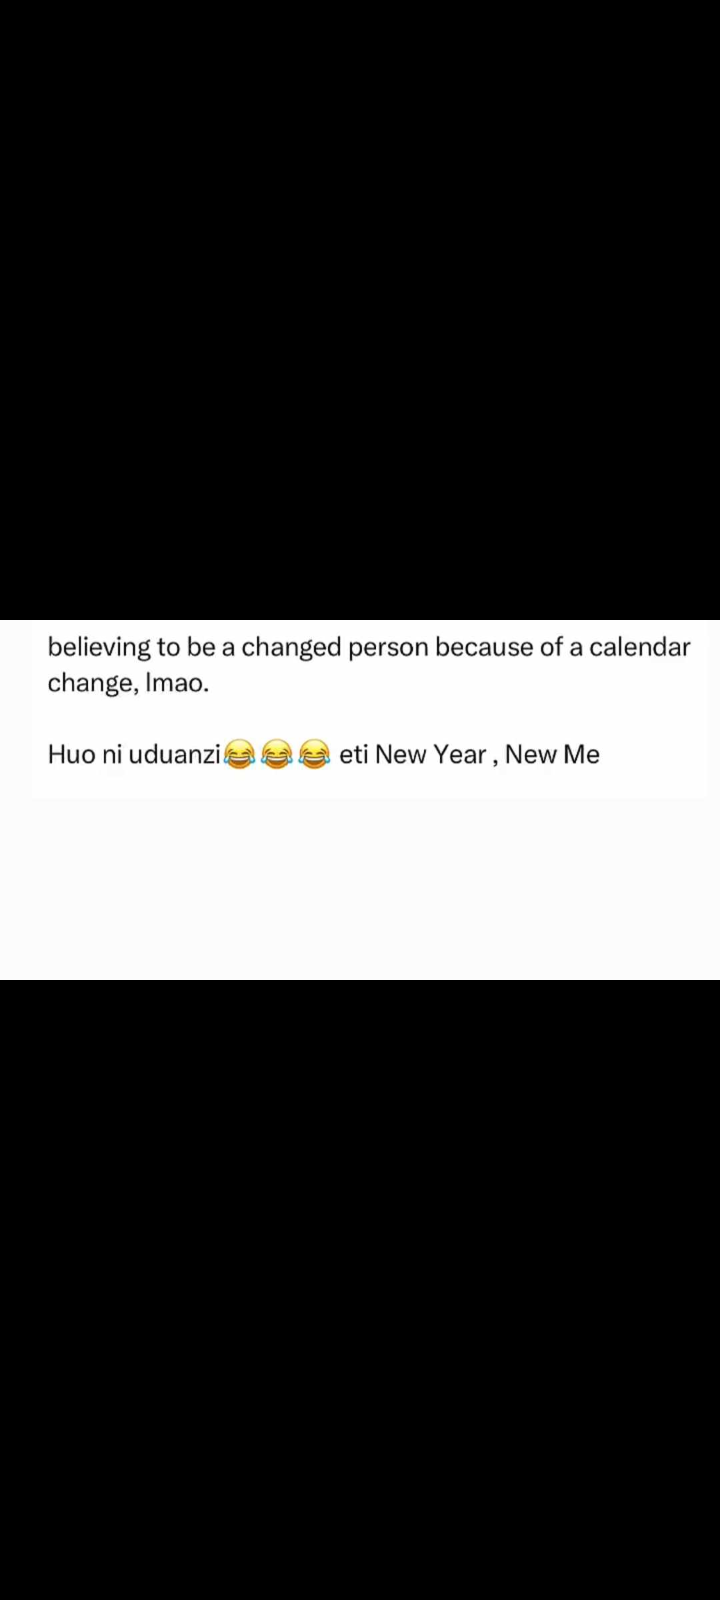 believing to be a changed person because of a calendar
change, lmao.
Huo ni uduanzi😂😂😂 eti New Year , New Me